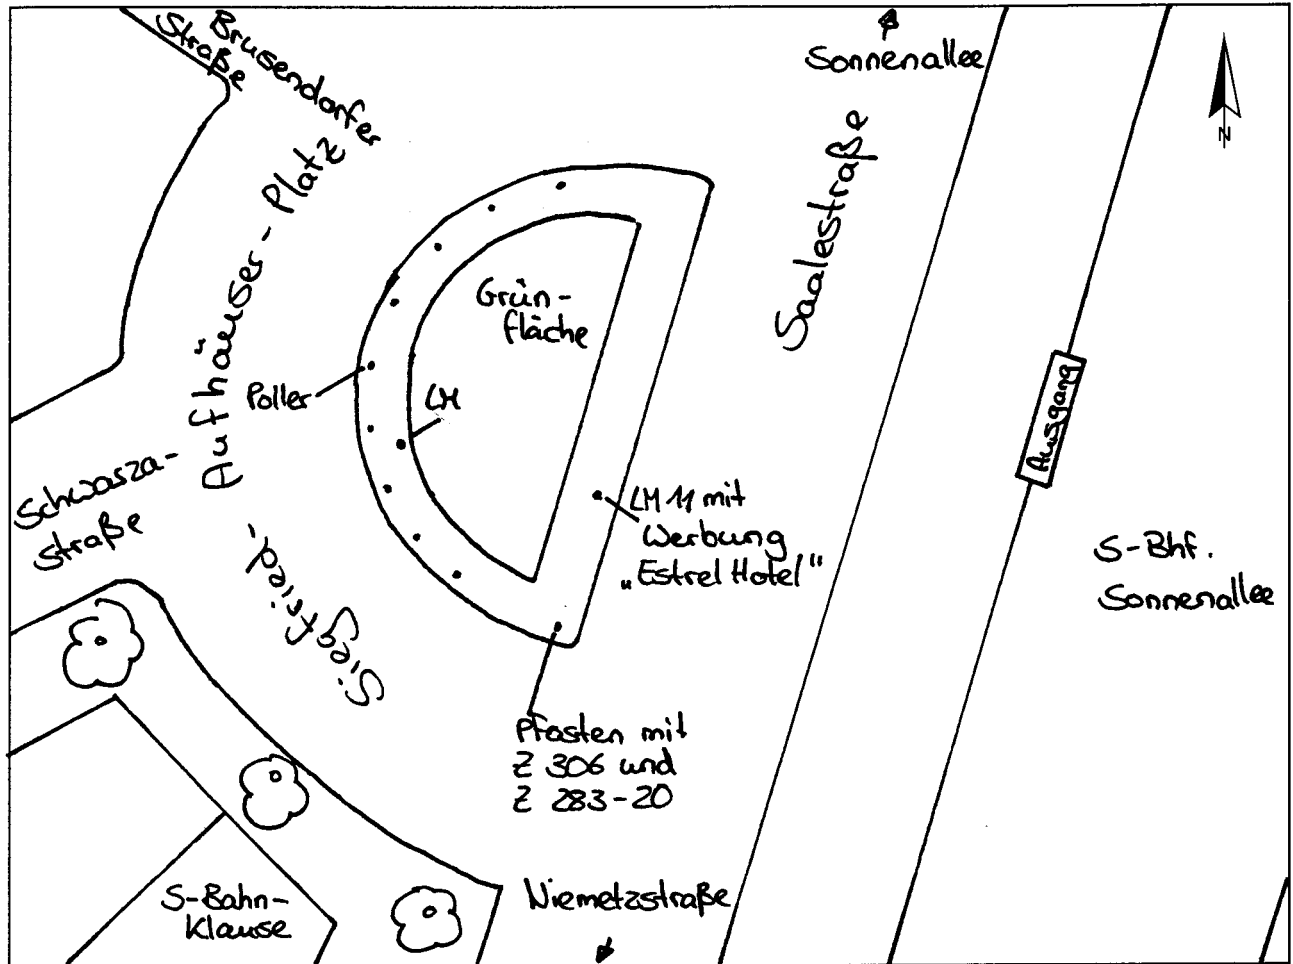 Brusendorfer
Straße
Sonnenallee
N
Saalestraße
Siegfried-
Aufhäuser-Platz
Grün-
fläche
Poller
LM
Ausgang
Schwarza-
straße
LM 11 mit
Werbung
„Estrel Hotel"
S-Bhf.
Sonnenallee
Pfosten mit
Z 306 und
Z 283-20
S-Bahn-
Klause
Niemetzstraße